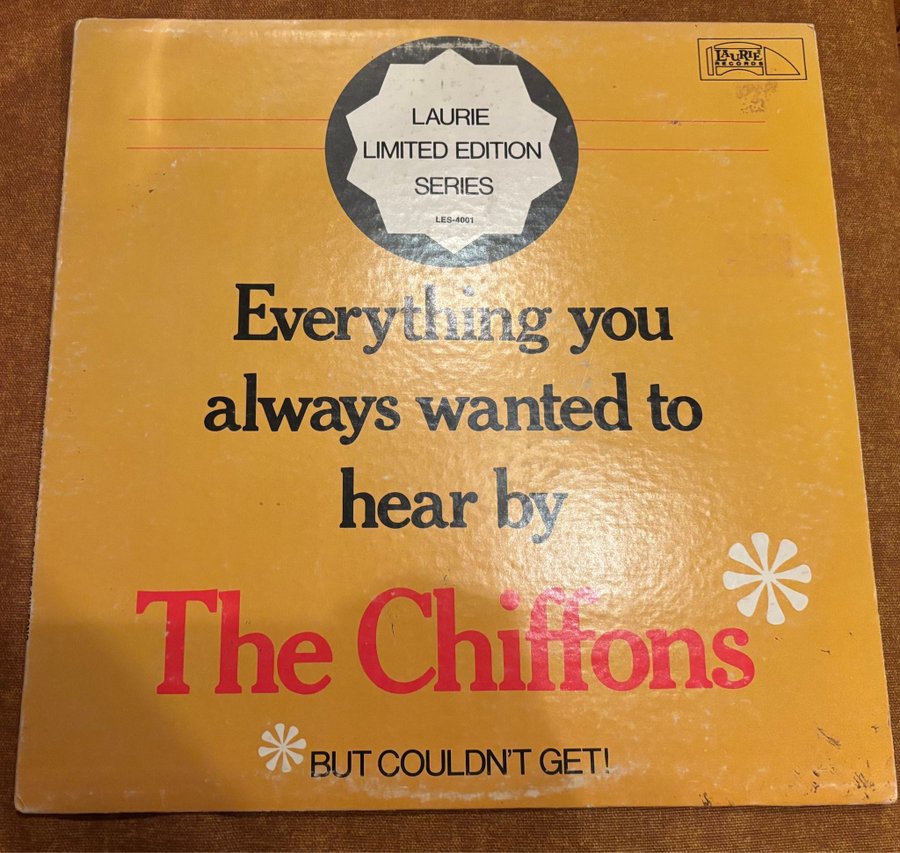 LAURIE
RECORDS
LAURIE
LIMITED EDITION
SERIES
LES-4001
Everything you
always wanted to
hear by
The Chiffons*
*BUT COULDN'T GET!